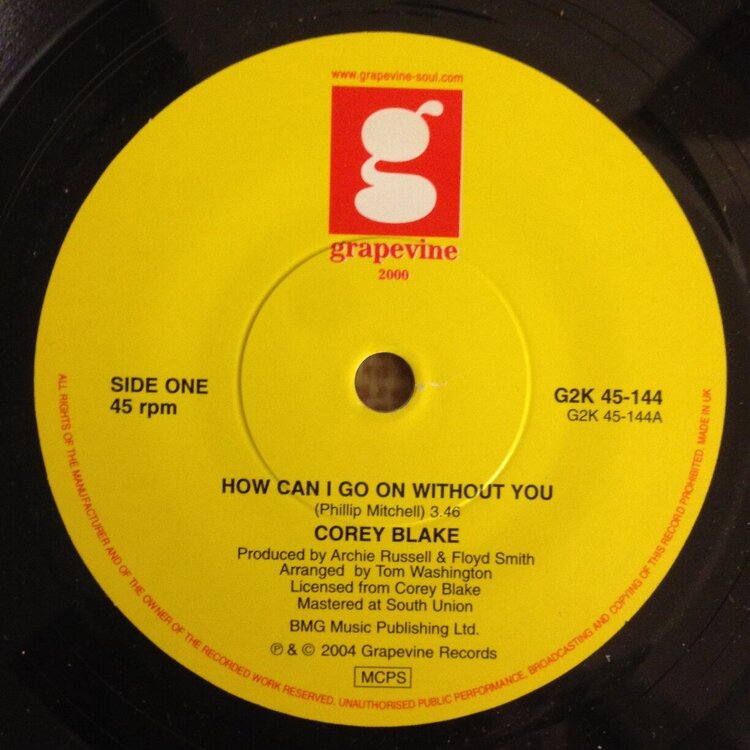 www.grapevine-soul.com
g
grapevine
2000
SIDE ONE
45 rpm
G2K 45-144
G2K 45-144A
HOW CAN I GO ON WITHOUT YOU
(Phillip Mitchell) 3.46
COREY BLAKE
Produced by Archie Russell & Floyd Smith
Arranged by Tom Washington
Licensed from Corey Blake
Mastered at South Union
BMG Music Publishing Ltd.
℗ & © 2004 Grapevine Records
MCPS
ALL RIGHTS OF THE MANUFACTURER AND OF THE OWNER OF THE RECORDED WORK RESERVED. UNAUTHORISED PUBLIC PERFORMANCE, BROADCASTING AND COPYING OF THIS RECORD PROHIBITED. MADE IN UK